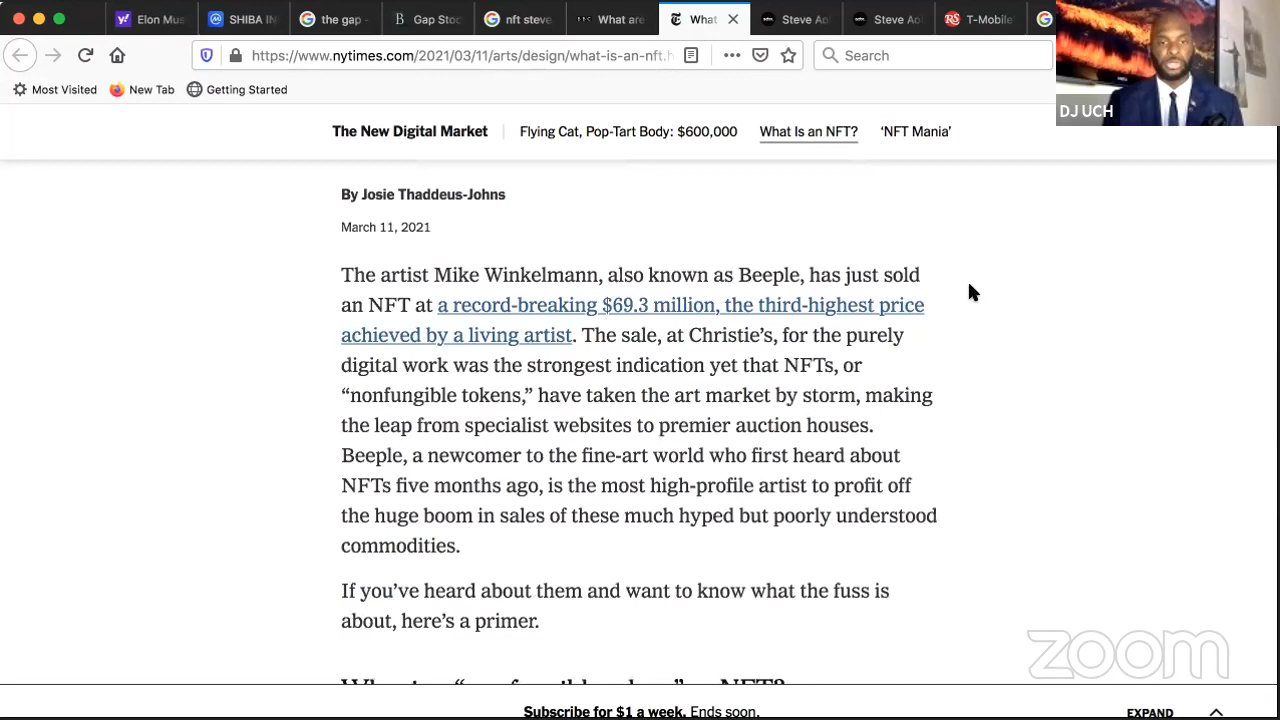 Elon Mus
SHIBA IN
the gap -
Gap Stoc
nft steve
What are
What
Steve Ao
Steve Ao
T-Mobile
https://www.nytimes.com/2021/03/11/arts/design/what-is-an-nft.h
Search
Most Visited
New Tab
Getting Started
DJ UCH
The New Digital Market
Flying Cat, Pop-Tart Body: $600,000
What Is an NFT?
‘NFT Mania’
By Josie Thaddeus-Johns
March 11, 2021
The artist Mike Winkelmann, also known as Beeple, has just sold
an NFT at a record-breaking $69.3 million, the third-highest price
achieved by a living artist. The sale, at Christie’s, for the purely
digital work was the strongest indication yet that NFTs, or
“nonfungible tokens,” have taken the art market by storm, making
the leap from specialist websites to premier auction houses.
Beeple, a newcomer to the fine-art world who first heard about
NFTs five months ago, is the most high-profile artist to profit off
the huge boom in sales of these much hyped but poorly understood
commodities.
If you’ve heard about them and want to know what the fuss is
about, here’s a primer.
zoom
Subscribe for $1 a week. Ends soon.
EXPAND